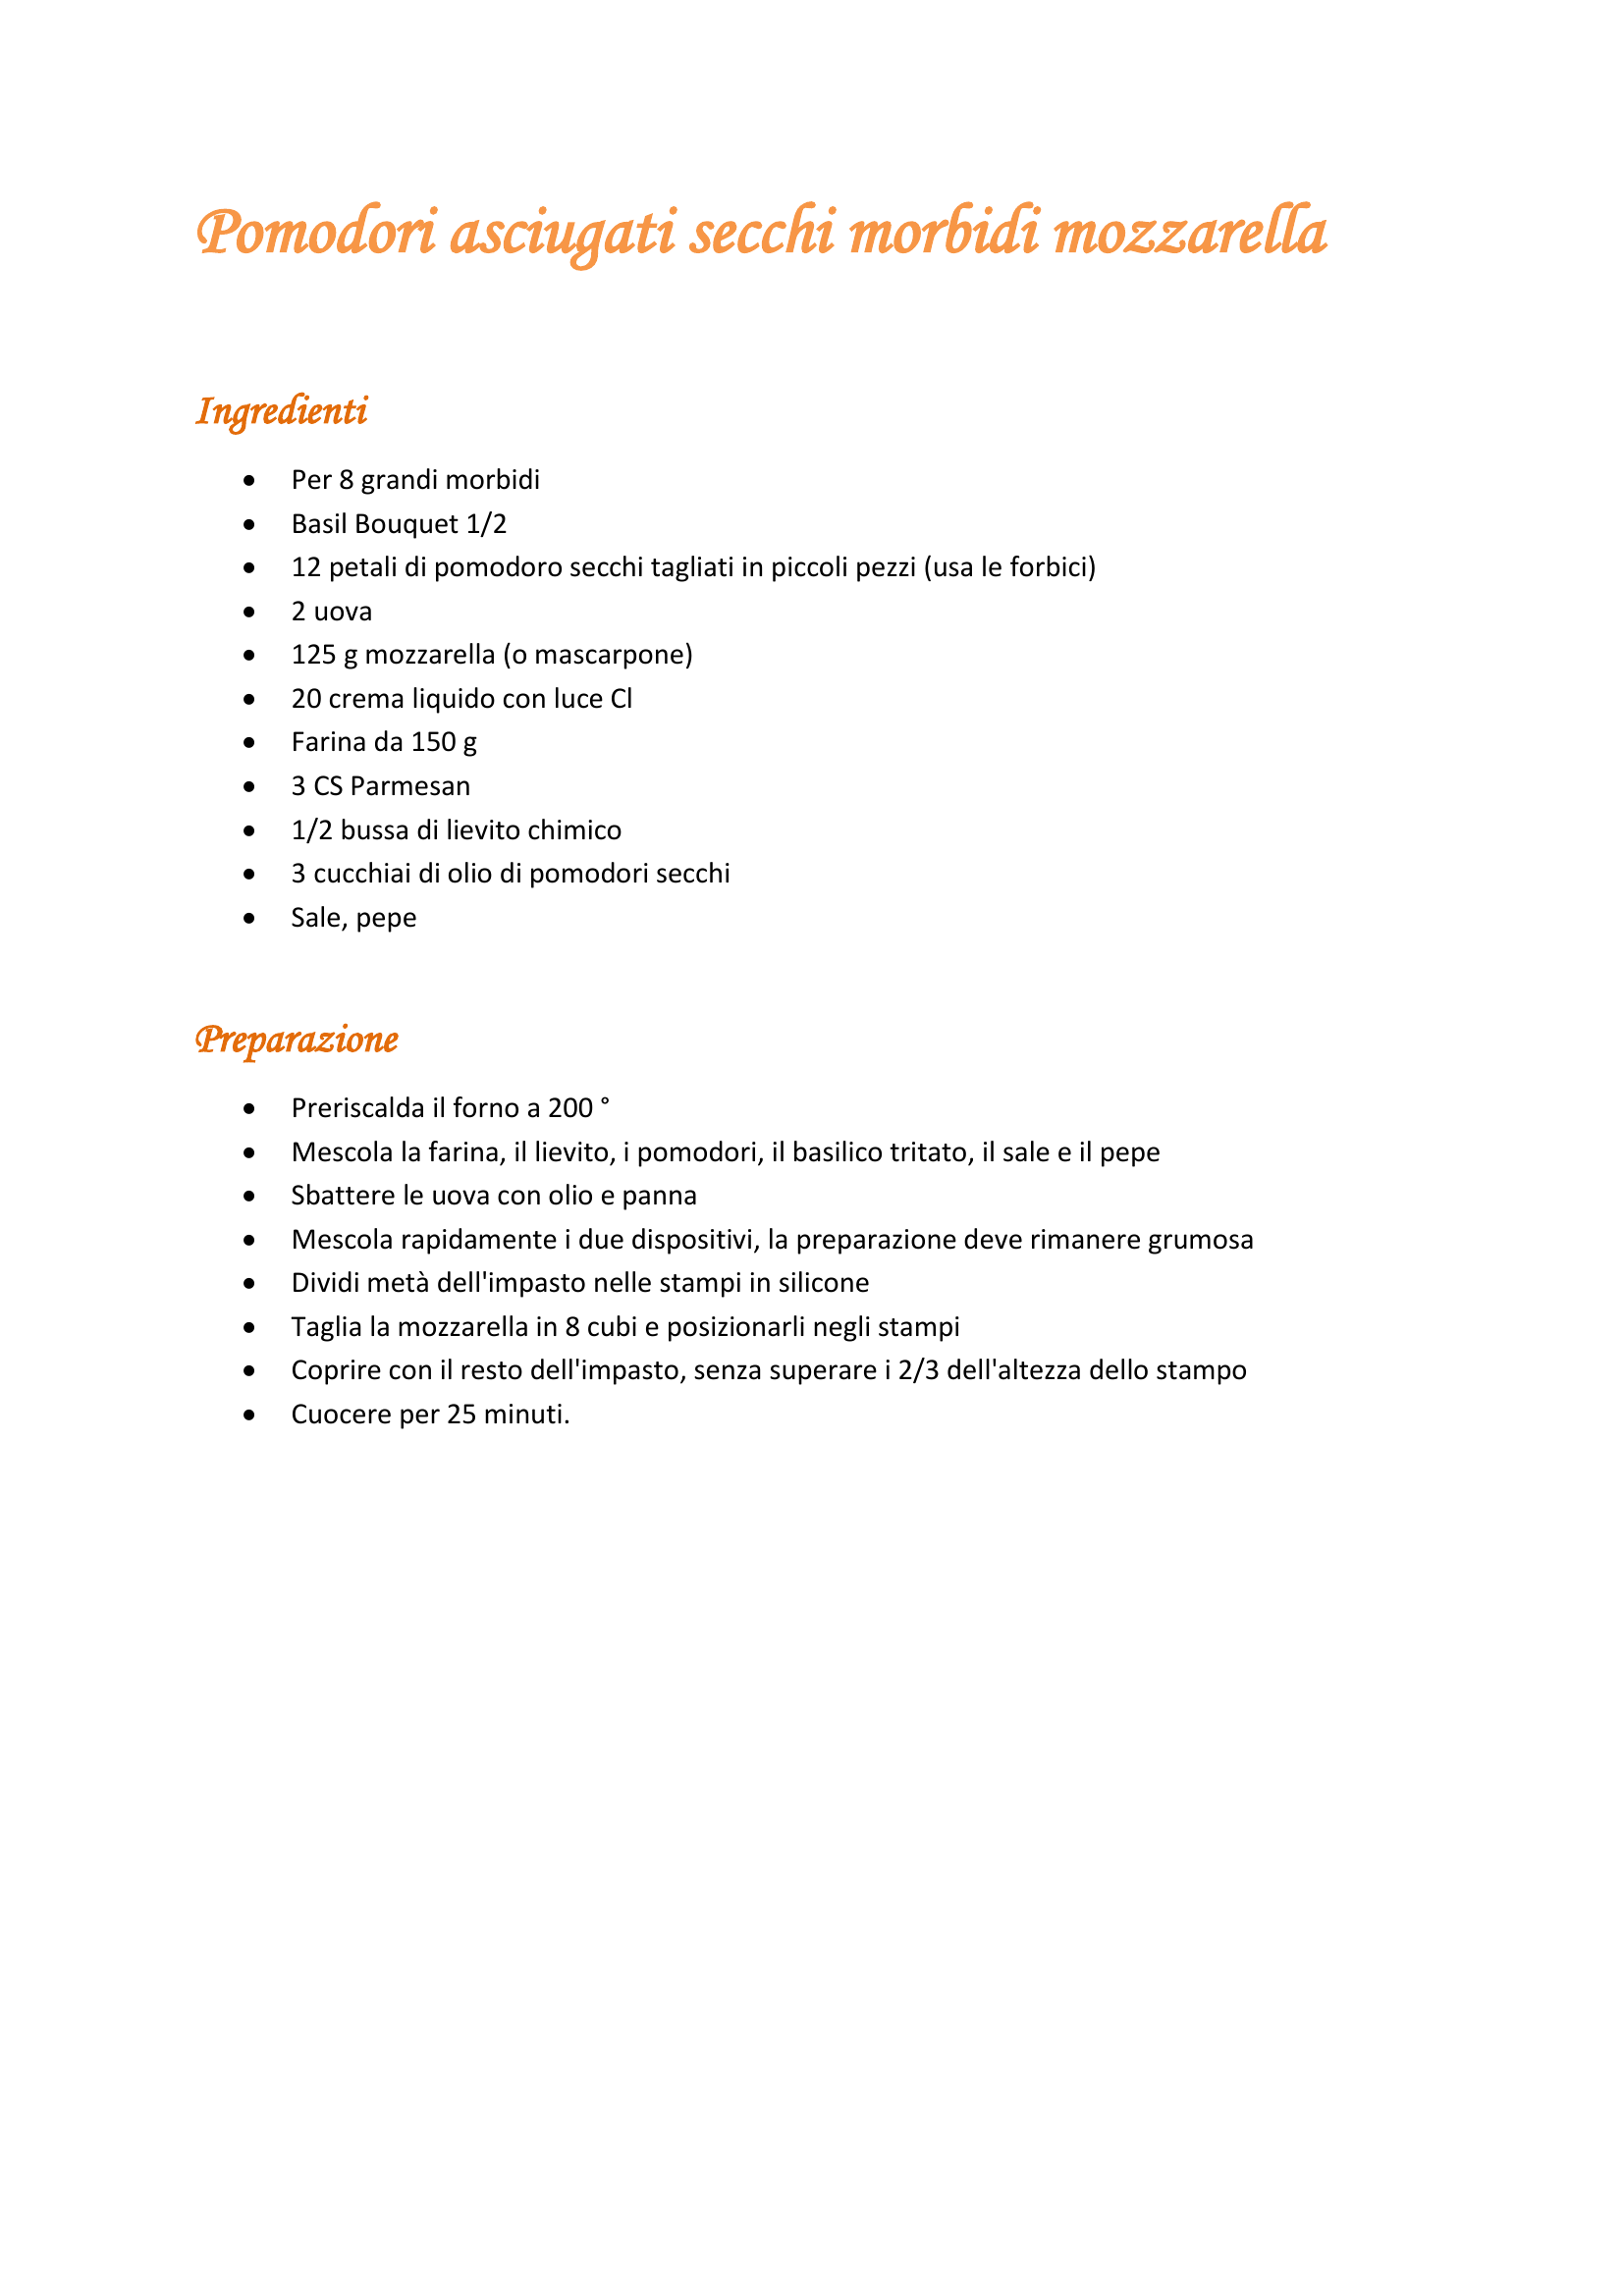 Pomodori asciugati secchi morbidi mozzarella
Ingredienti
• Per 8 grandi morbidi
• Basil Bouquet 1/2
• 12 petali di pomodoro secchi tagliati in piccoli pezzi (usa le forbici)
• 2 uova
• 125 g mozzarella (o mascarpone)
• 20 crema liquido con luce Cl
• Farina da 150 g
• 3 CS Parmesan
• 1/2 bussa di lievito chimico
• 3 cucchiai di olio di pomodori secchi
• Sale, pepe
Preparazione
• Preriscalda il forno a 200 °
• Mescola la farina, il lievito, i pomodori, il basilico tritato, il sale e il pepe
• Sbattere le uova con olio e panna
• Mescola rapidamente i due dispositivi, la preparazione deve rimanere grumosa
• Dividi metà dell'impasto nelle stampi in silicone
• Taglia la mozzarella in 8 cubi e posizionarli negli stampi
• Coprire con il resto dell'impasto, senza superare i 2/3 dell'altezza dello stampo
• Cuocere per 25 minuti.